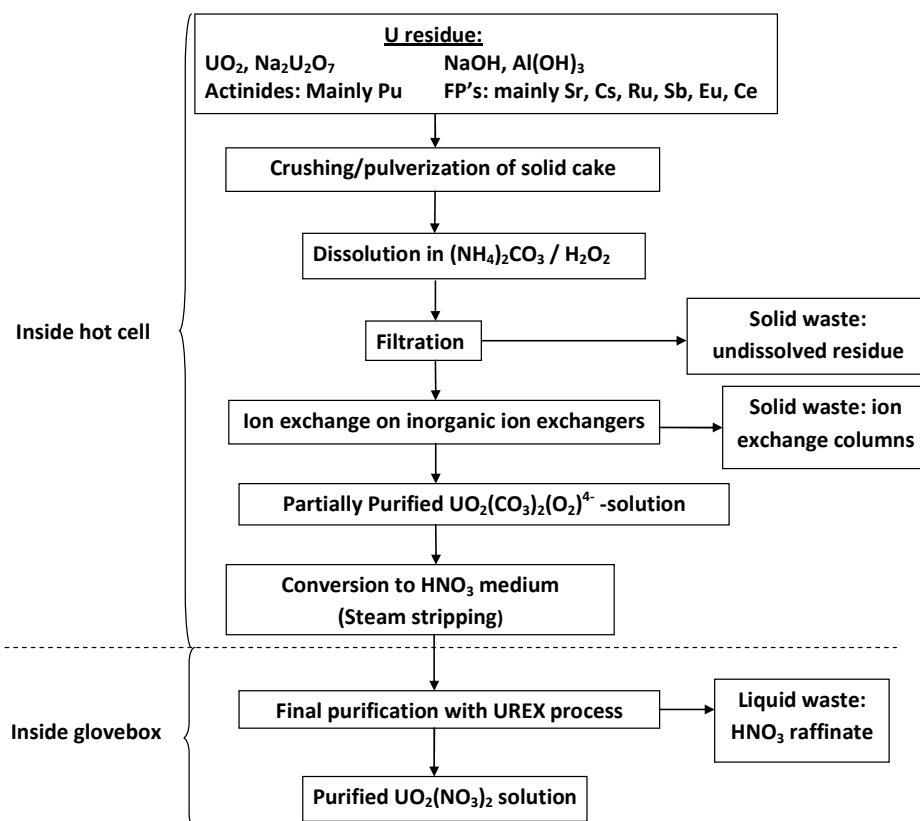 U residue:
UO₂, Na₂U₂O₇ NaOH, Al(OH)₃
Actinides: Mainly Pu FP's: mainly Sr, Cs, Ru, Sb, Eu, Ce
Crushing/pulverization of solid cake
Dissolution in (NH₄)₂CO₃ / H₂O₂
Inside hot cell
Filtration
Solid waste:
undissolved residue
Ion exchange on inorganic ion exchangers
Solid waste: ion
exchange columns
Partially Purified UO₂(CO₃)₂(O₂)⁴⁻ -solution
Conversion to HNO₃ medium
(Steam stripping)
Inside glovebox
Final purification with UREX process
Liquid waste:
HNO₃ raffinate
Purified UO₂(NO₃)₂ solution